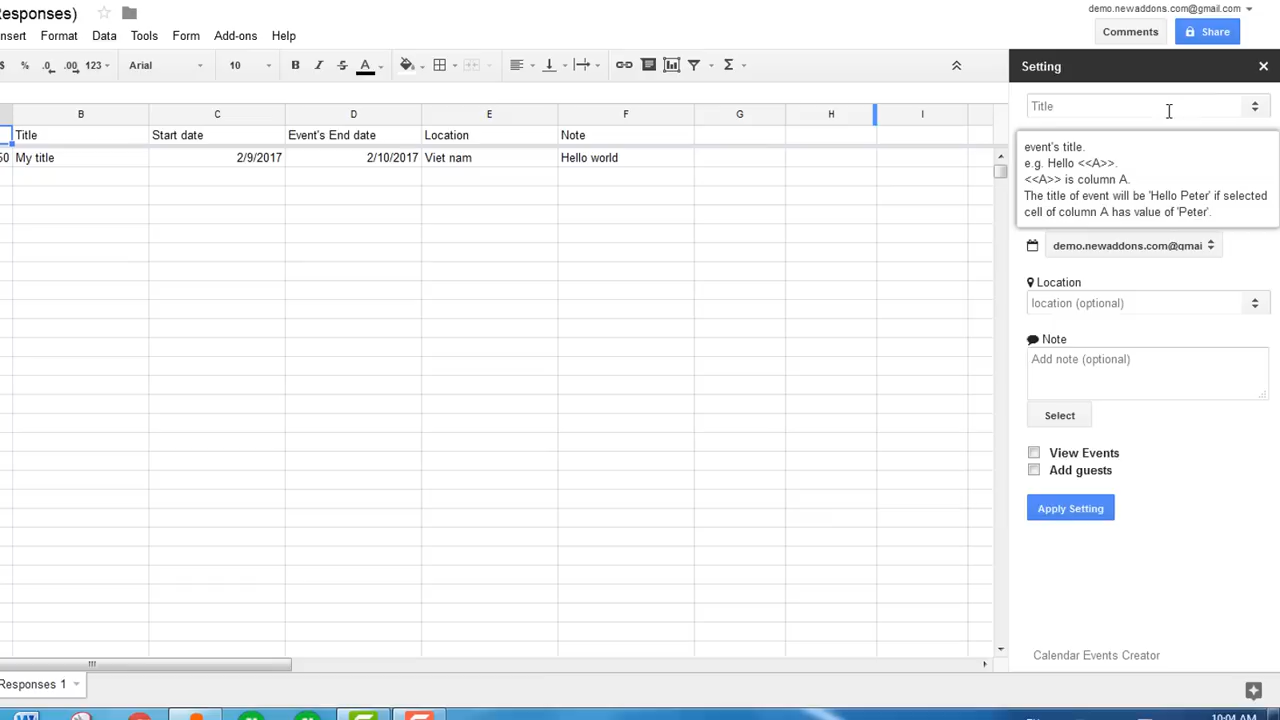 esponses)
demo.newaddons.com@gmail.com
nsert Format Data Tools Form Add-ons Help
Comments
Share
% .0 .00 123 Arial 10 B I S A Σ
Setting
B C D E F G H I
Title
Title Start date Event's End date Location Note
50 My title 2/9/2017 2/10/2017 Viet nam Hello world
event's title.
e.g. Hello <<A>>.
<<A>> is column A.
The title of event will be 'Hello Peter' if selected
cell of column A has value of 'Peter'.
demo.newaddons.com@gmai
Location
location (optional)
Note
Add note (optional)
Select
View Events
Add guests
Apply Setting
Calendar Events Creator
Responses 1
10:04 AM